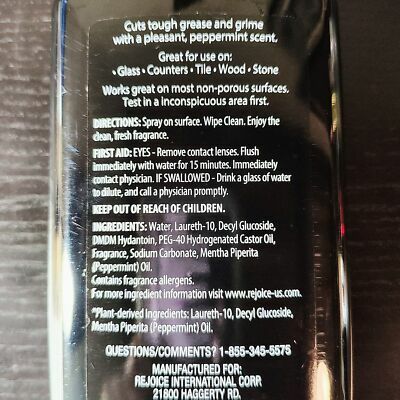 Cuts tough grease and grime
with a pleasant, peppermint scent.
Great for use on:
• Glass • Counters • Tile • Wood • Stone
Works great on most non-porous surfaces.
Test in a inconspicuous area first.
DIRECTIONS: Spray on surface. Wipe Clean. Enjoy the
clean, fresh fragrance.
FIRST AID: EYES - Remove contact lenses. Flush
immediately with water for 15 minutes. Immediately
contact physician. IF SWALLOWED - Drink a glass of water
to dilute, and call a physician promptly.
KEEP OUT OF REACH OF CHILDREN.
INGREDIENTS: Water, Laureth-10, Decyl Glucoside,
DMDM Hydantoin, PEG-40 Hydrogenated Castor Oil,
Fragrance, Sodium Carbonate, Mentha Piperita
(Peppermint) Oil.
Contains fragrance allergens.
For more ingredient information visit www.rejoice-us.com.
*Plant-derived Ingredients: Laureth-10, Decyl Glucoside,
Mentha Piperita (Peppermint) Oil.
QUESTIONS/COMMENTS? 1-855-345-5575
MANUFACTURED FOR:
REJOICE INTERNATIONAL CORP.
21800 HAGGERTY RD.